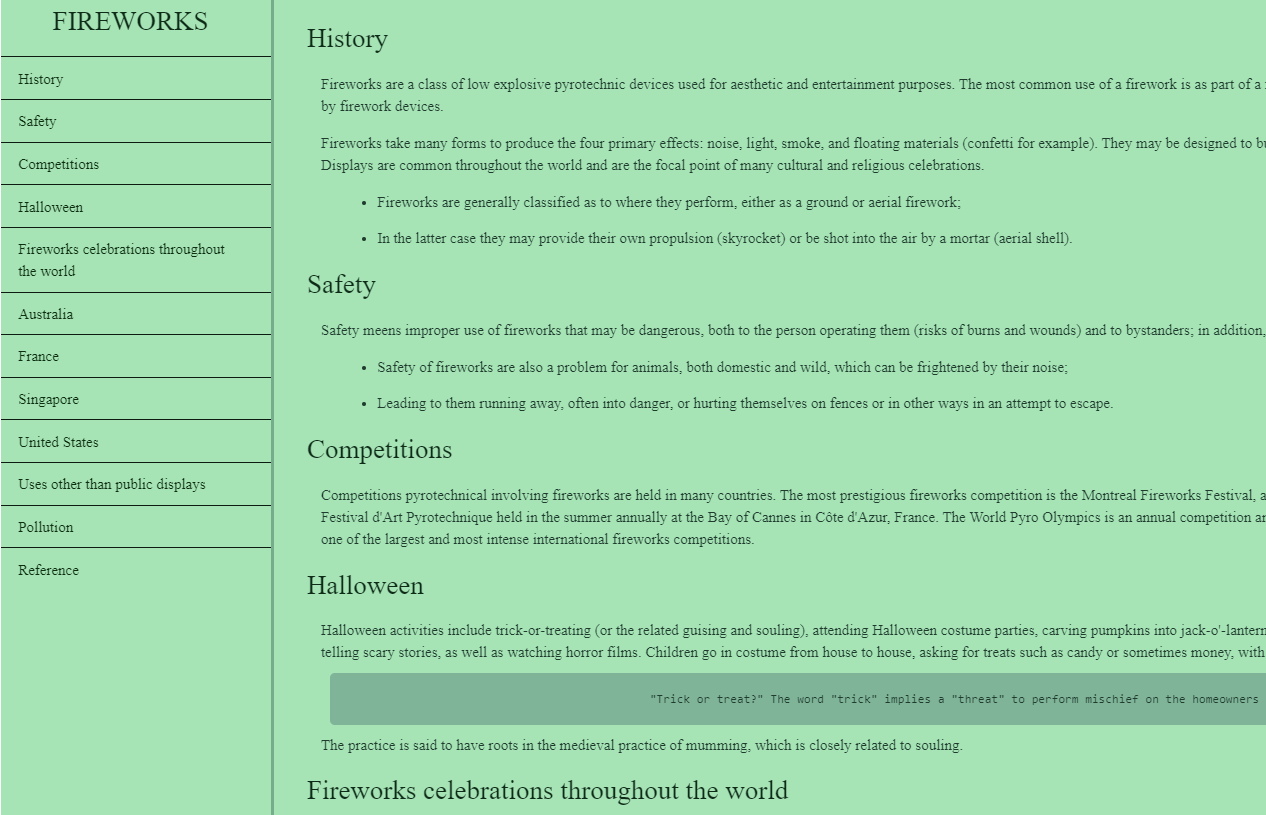 FIREWORKS
History
Safety
Competitions
Halloween
Fireworks celebrations throughout
the world
Australia
France
Singapore
United States
Uses other than public displays
Pollution
Reference
History
Fireworks are a class of low explosive pyrotechnic devices used for aesthetic and entertainment purposes. The most common use of a firework is as part of a
by firework devices.
Fireworks take many forms to produce the four primary effects: noise, light, smoke, and floating materials (confetti for example). They may be designed to
Displays are common throughout the world and are the focal point of many cultural and religious celebrations.
• Fireworks are generally classified as to where they perform, either as a ground or aerial firework;
• In the latter case they may provide their own propulsion (skyrocket) or be shot into the air by a mortar (aerial shell).
Safety
Safety meens improper use of fireworks that may be dangerous, both to the person operating them (risks of burns and wounds) and to bystanders; in addition,
• Safety of fireworks are also a problem for animals, both domestic and wild, which can be frightened by their noise;
• Leading to them running away, often into danger, or hurting themselves on fences or in other ways in an attempt to escape.
Competitions
Competitions pyrotechnical involving fireworks are held in many countries. The most prestigious fireworks competition is the Montreal Fireworks Festival,
Festival d'Art Pyrotechnique held in the summer annually at the Bay of Cannes in Côte d'Azur, France. The World Pyro Olympics is an annual competition
one of the largest and most intense international fireworks competitions.
Halloween
Halloween activities include trick-or-treating (or the related guising and souling), attending Halloween costume parties, carving pumpkins into jack-o'-lantern
telling scary stories, as well as watching horror films. Children go in costume from house to house, asking for treats such as candy or sometimes money, with
"Trick or treat?" The word "trick" implies a "threat" to perform mischief on the homeowners
The practice is said to have roots in the medieval practice of mumming, which is closely related to souling.
Fireworks celebrations throughout the world